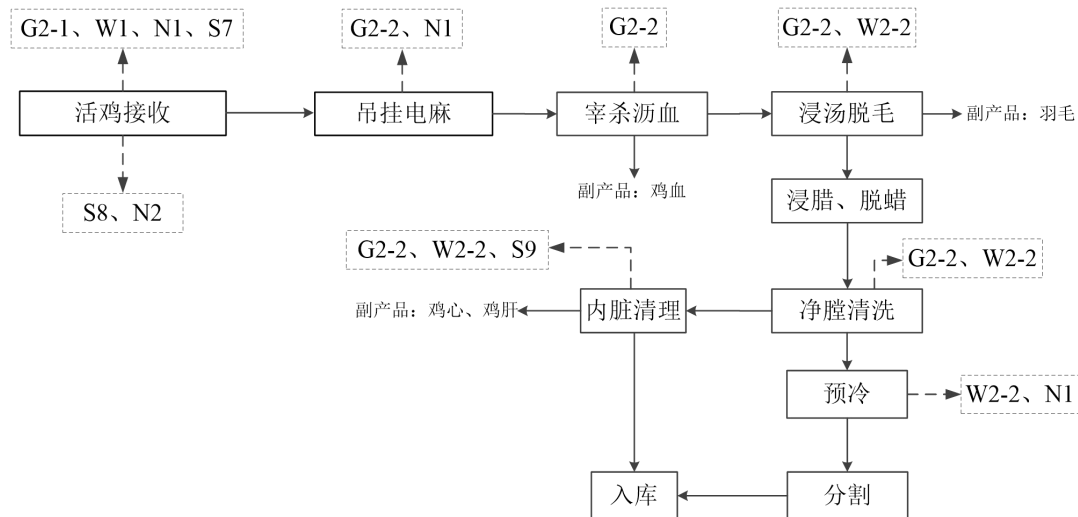 G2-1、W1、N1、S7
G2-2、N1
G2-2
G2-2、W2-2
活鸡接收
吊挂电麻
宰杀沥血
浸汤脱毛
副产品：羽毛
副产品：鸡血
S8、N2
浸腊、脱蜡
G2-2、W2-2、S9
G2-2、W2-2
副产品：鸡心、鸡肝
内脏清理
净膛清洗
预冷
W2-2、N1
入库
分割